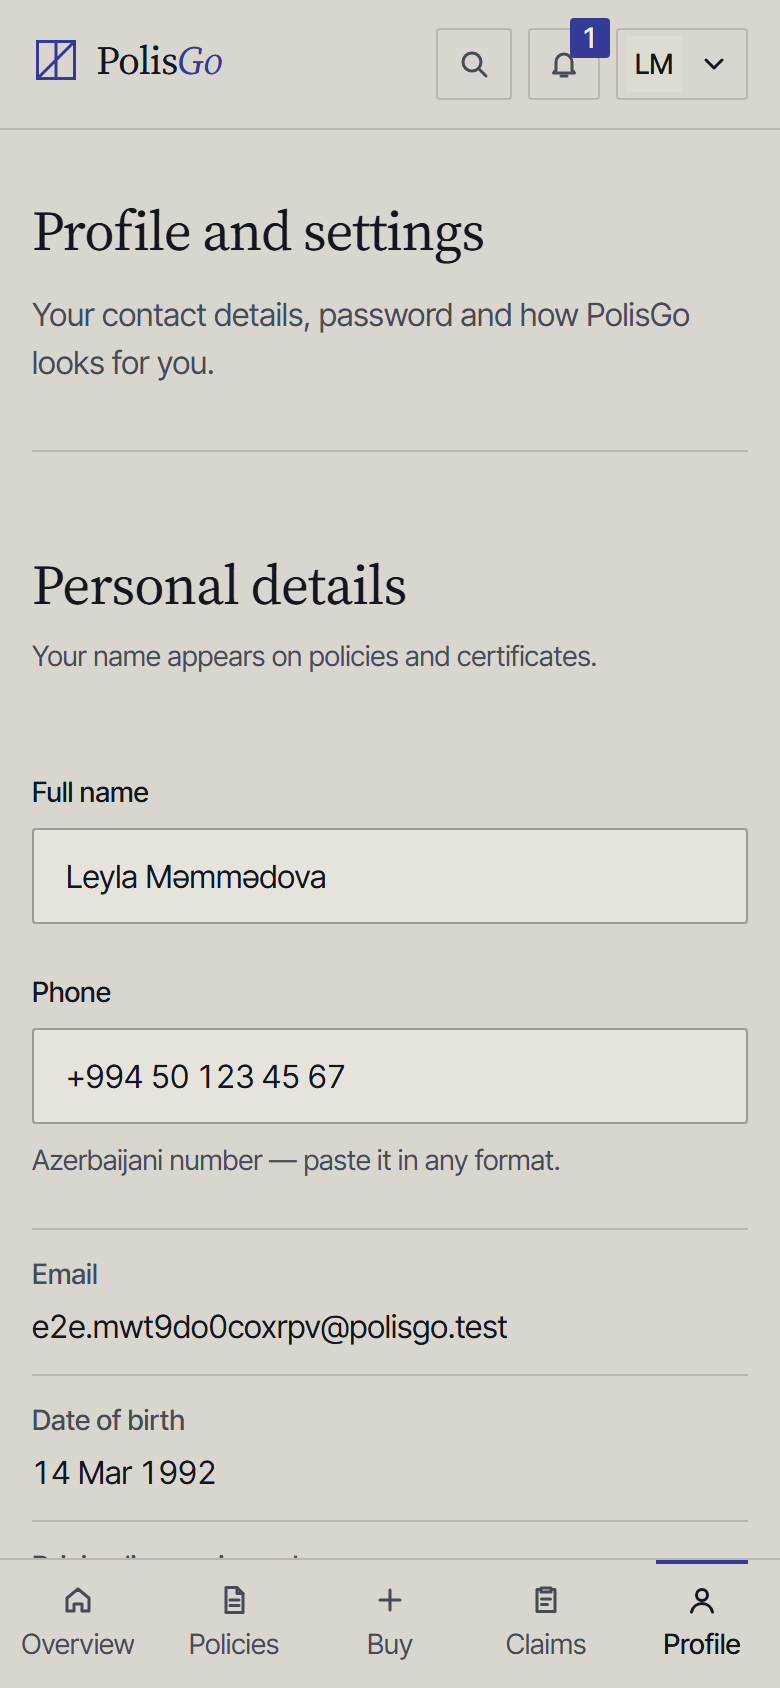 PolisGo
1
LM
Profile and settings
Your contact details, password and how PolisGo
looks for you.
Personal details
Your name appears on policies and certificates.
Full name
Leyla Məmmədova
Phone
+994 50 123 45 67
Azerbaijani number — paste it in any format.
Email
e2e.mwt9do0coxrpv@polisgo.test
Date of birth
14 Mar 1992
Overview
Policies
Buy
Claims
Profile